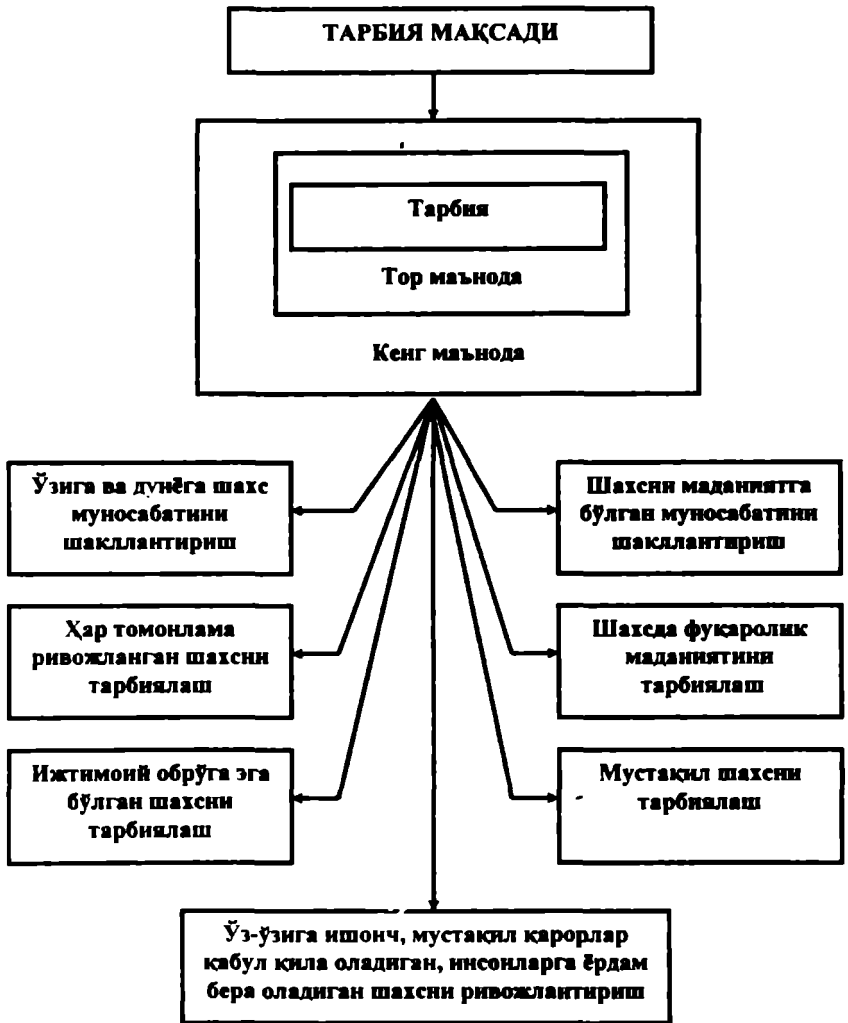 ТАРБИЯ МАҚСАДИ
Тарбия
Тор маънода
Кенг маънода
Ўзига ва дунёга шахс
муносабатини
шакллантириш
Шахсни маданиятга
бўлган муносабатини
шакллантириш
Ҳар томонлама
ривожланган шахсни
тарбиялаш
Шахсда фуқаролик
маданиятини
тарбиялаш
Ижтимоий обрўга эга
бўлган шахсни
тарбиялаш
Мустақил шахсни
тарбиялаш
Ўз-ўзига ишонч, мустақил қарорлар
қабул қила оладиган, инсонларга ёрдам
бера оладиган шахсни ривожлантириш